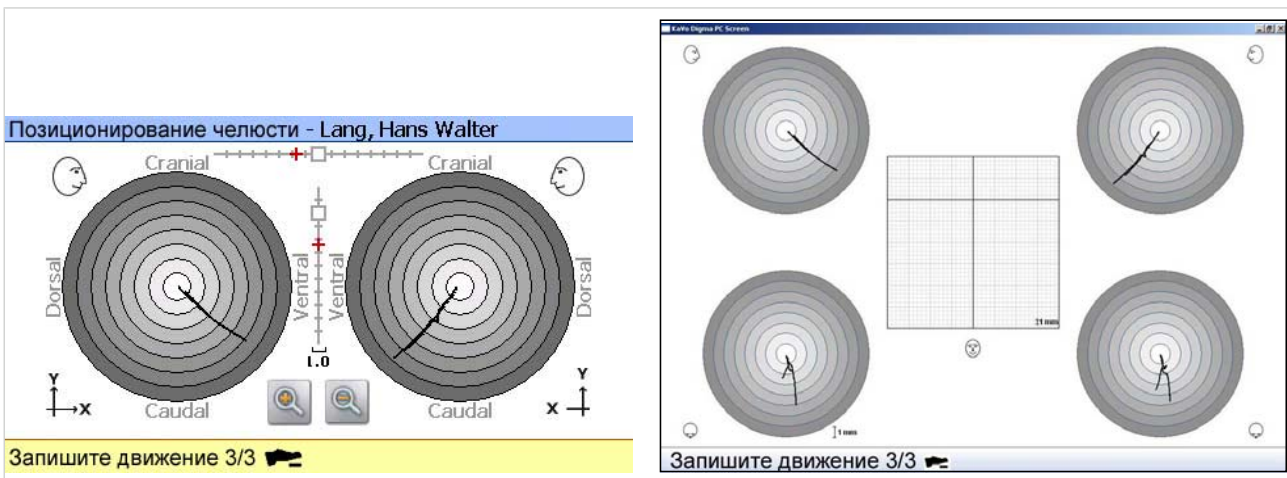 Позиционирование челюсти - Lang, Hans Walter
Cranial
Cranial
Dorsal
Ventral
Ventral
Dorsal
1.0
Y
X
Caudal
Caudal
Y
X
Запишите движение 3/3
KaVo Digma PC Screen
21 mm
1 mm
Запишите движение 3/3